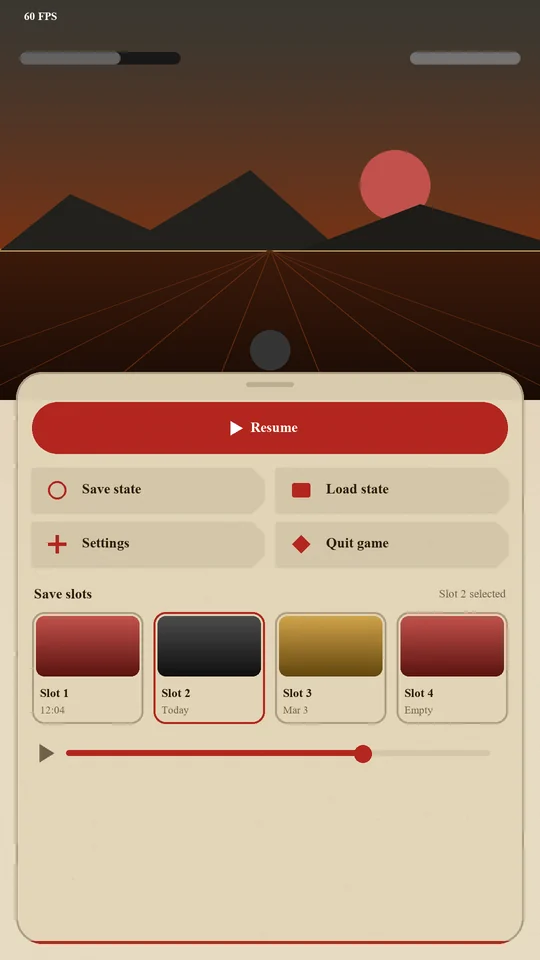 60 FPS
Resume
Save state
Load state
Settings
Quit game
Save slots
Slot 2 selected
Slot 1
12:04
Slot 2
Today
Slot 3
Mar 3
Slot 4
Empty